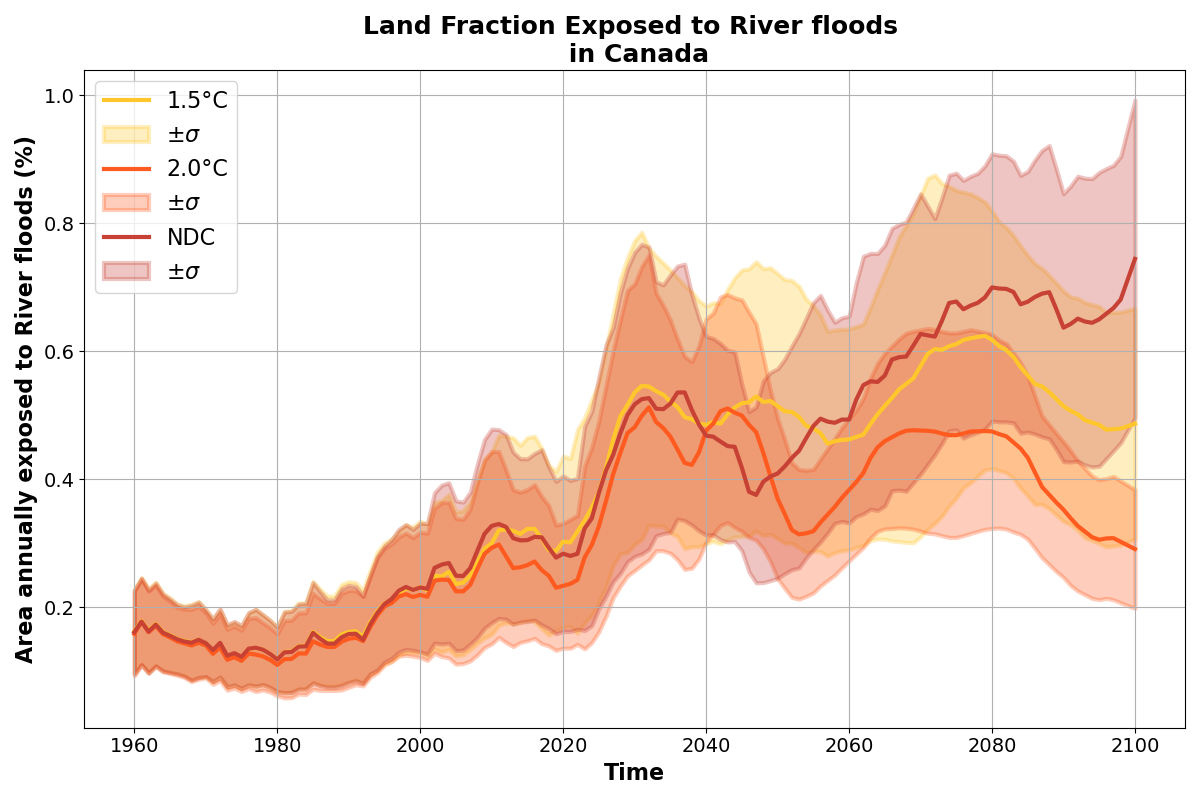 Land Fraction Exposed to River floods
in Canada
Area annually exposed to River floods (%)
1.0
0.8
0.6
0.4
0.2
1.5°C
±σ
2.0°C
±σ
NDC
±σ
1960 1980 2000 2020 2040 2060 2080 2100
Time